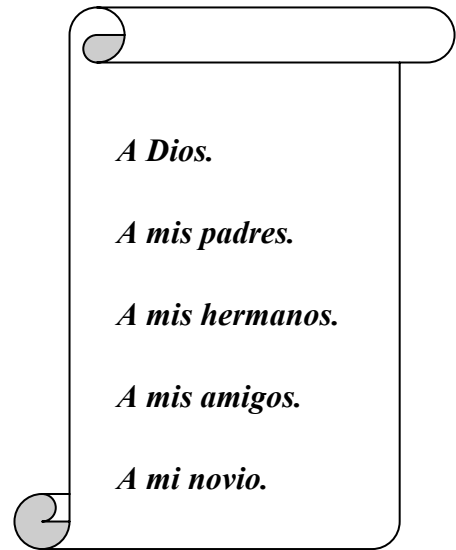 A Dios.
A mis padres.
A mis hermanos.
A mis amigos.
A mi novio.